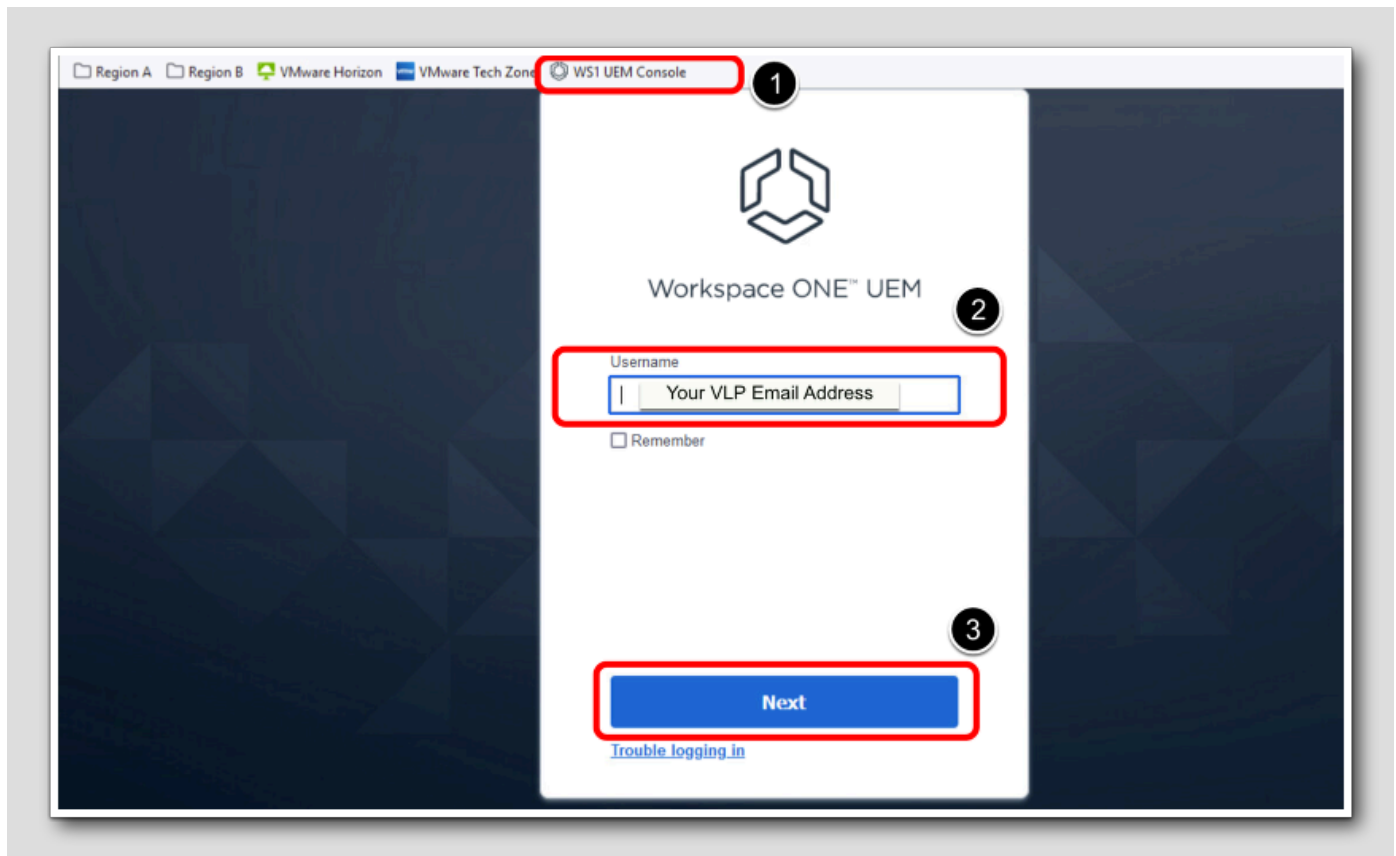 Region A Region B VMware Horizon VMware Tech Zone WS1 UEM Console
1
Workspace ONE™ UEM
2
Username
Your VLP Email Address
Remember
3
Next
Trouble logging in